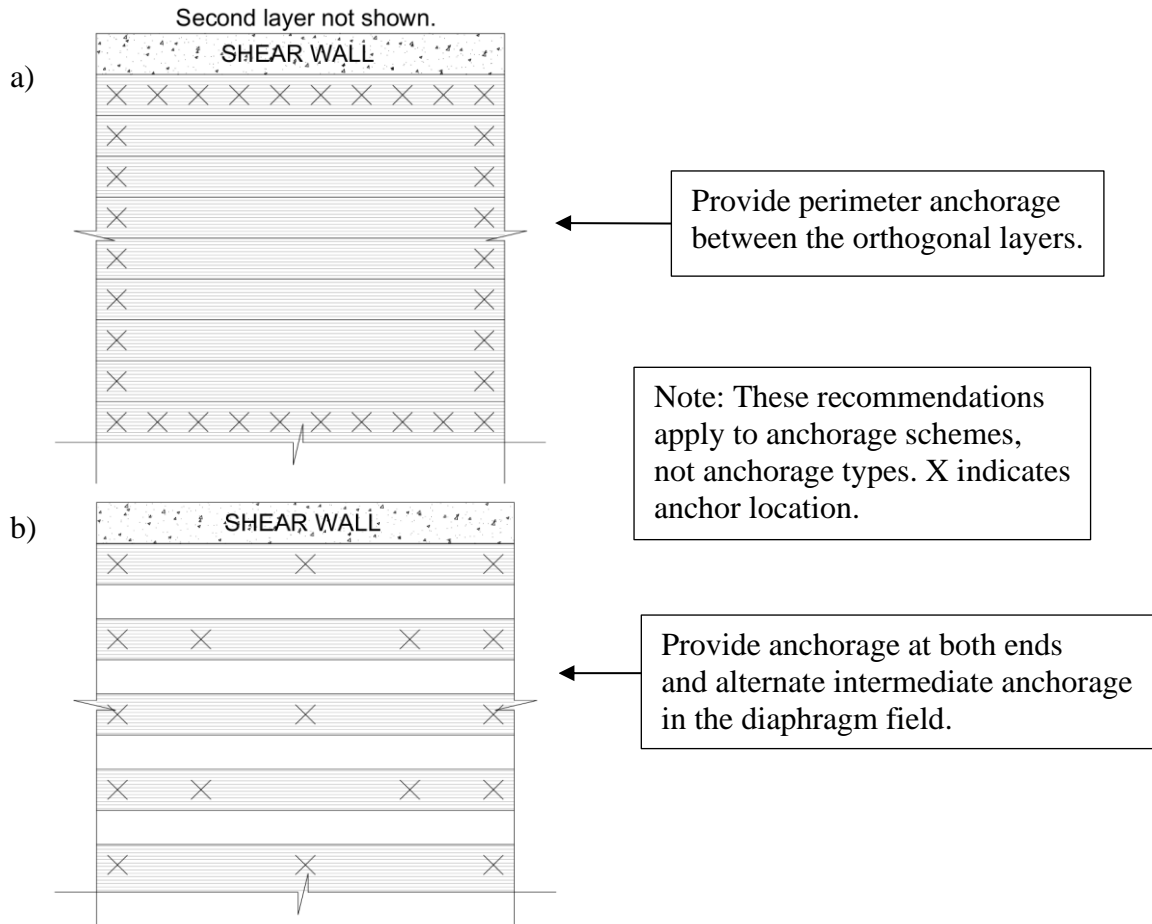 Second layer not shown.
a)
SHEAR WALL
Provide perimeter anchorage
between the orthogonal layers.
Note: These recommendations
apply to anchorage schemes,
not anchorage types. X indicates
anchor location.
b)
SHEAR WALL
Provide anchorage at both ends
and alternate intermediate anchorage
in the diaphragm field.